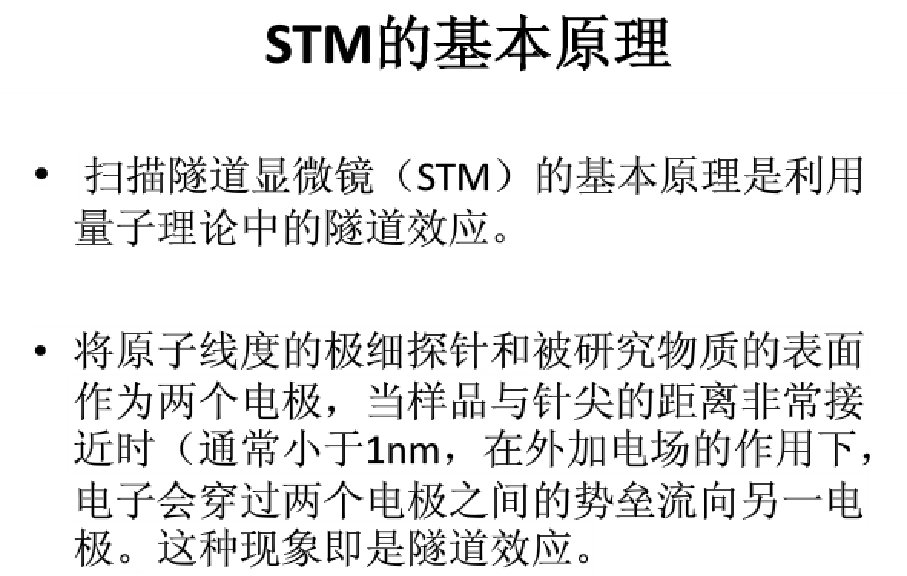 STM的基本原理
• 扫描隧道显微镜（STM）的基本原理是利用
量子理论中的隧道效应。
• 将原子线度的极细探针和被研究物质的表面
作为两个电极，当样品与针尖的距离非常接
近时（通常小于1nm，在外加电场的作用下，
电子会穿过两个电极之间的势垒流向另一电
极。这种现象即是隧道效应。